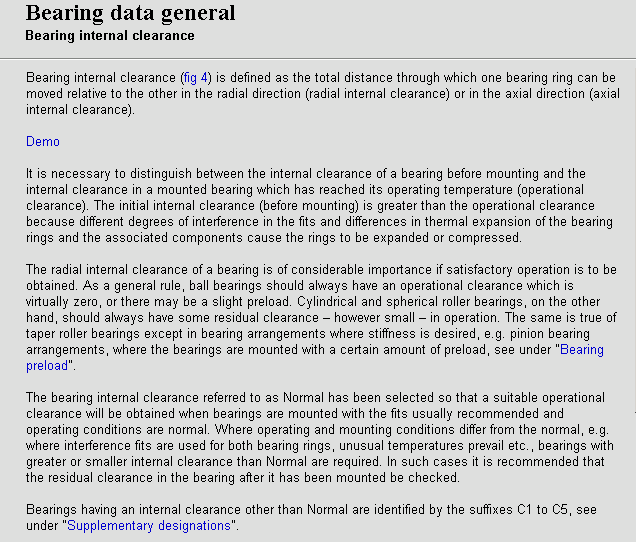 Bearing data general
Bearing internal clearance
Bearing internal clearance (fig 4) is defined as the total distance through which one bearing ring can be
moved relative to the other in the radial direction (radial internal clearance) or in the axial direction (axial
internal clearance).
Demo
It is necessary to distinguish between the internal clearance of a bearing before mounting and the
internal clearance in a mounted bearing which has reached its operating temperature (operational
clearance). The initial internal clearance (before mounting) is greater than the operational clearance
because different degrees of interference in the fits and differences in thermal expansion of the bearing
rings and the associated components cause the rings to be expanded or compressed.
The radial internal clearance of a bearing is of considerable importance if satisfactory operation is to be
obtained. As a general rule, ball bearings should always have an operational clearance which is
virtually zero, or there may be a slight preload. Cylindrical and spherical roller bearings, on the other
hand, should always have some residual clearance – however small – in operation. The same is true of
taper roller bearings except in bearing arrangements where stiffness is desired, e.g. pinion bearing
arrangements, where the bearings are mounted with a certain amount of preload, see under "Bearing
preload".
The bearing internal clearance referred to as Normal has been selected so that a suitable operational
clearance will be obtained when bearings are mounted with the fits usually recommended and
operating conditions are normal. Where operating and mounting conditions differ from the normal, e.g.
where interference fits are used for both bearing rings, unusual temperatures prevail etc., bearings with
greater or smaller internal clearance than Normal are required. In such cases it is recommended that
the residual clearance in the bearing after it has been mounted be checked.
Bearings having an internal clearance other than Normal are identified by the suffixes C1 to C5, see
under "Supplementary designations".